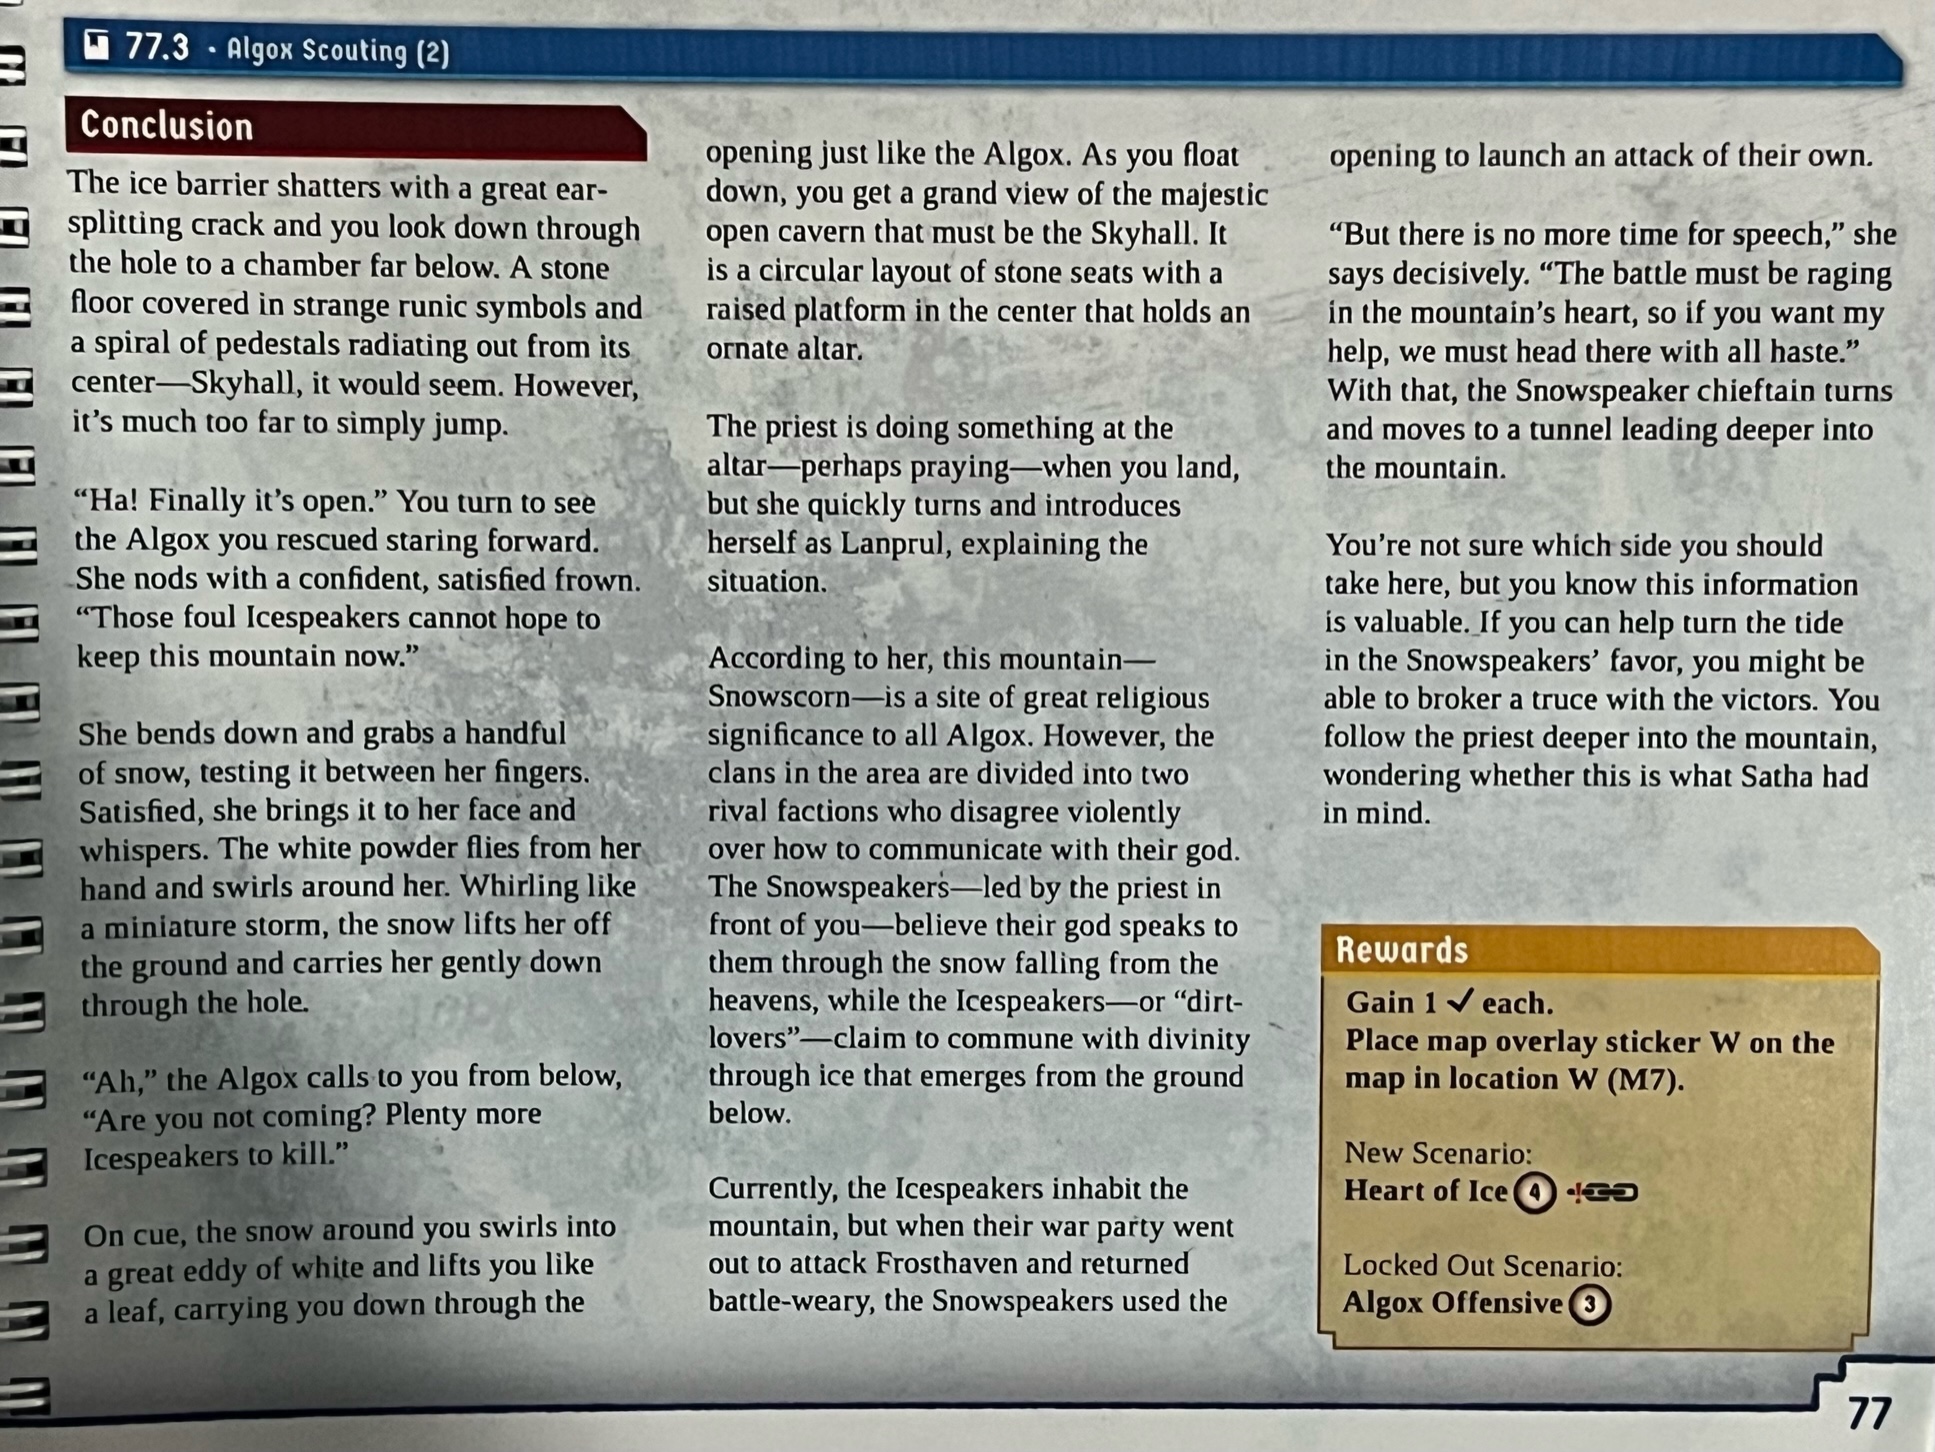 77.3 • Algox Scouting (2)
Conclusion
The ice barrier shatters with a great ear-
splitting crack and you look down through
the hole to a chamber far below. A stone
floor covered in strange runic symbols and
a spiral of pedestals radiating out from its
center—Skyhall, it would seem. However,
it's much too far to simply jump.
“Ha! Finally it's open.” You turn to see
the Algox you rescued staring forward.
She nods with a confident, satisfied frown.
“Those foul Icespeakers cannot hope to
keep this mountain now.”
She bends down and grabs a handful
of snow, testing it between her fingers.
Satisfied, she brings it to her face and
whispers. The white powder flies from her
hand and swirls around her. Whirling like
a miniature storm, the snow lifts her off
the ground and carries her gently down
through the hole.
“Ah,” the Algox calls to you from below,
“Are you not coming? Plenty more
Icespeakers to kill.”
On cue, the snow around you swirls into
a great eddy of white and lifts you like
a leaf, carrying you down through the
opening just like the Algox. As you float
down, you get a grand view of the majestic
open cavern that must be the Skyhall. It
is a circular layout of stone seats with a
raised platform in the center that holds an
ornate altar.
The priest is doing something at the
altar—perhaps praying—when you land,
but she quickly turns and introduces
herself as Lanprul, explaining the
situation.
According to her, this mountain—
Snowscorn—is a site of great religious
significance to all Algox. However, the
clans in the area are divided into two
rival factions who disagree violently
over how to communicate with their god.
The Snowspeakers—led by the priest in
front of you—believe their god speaks to
them through the snow falling from the
heavens, while the Icespeakers—or “dirt-
lovers”—claim to commune with divinity
through ice that emerges from the ground
below.
Currently, the Icespeakers inhabit the
mountain, but when their war party went
out to attack Frosthaven and returned
battle-weary, the Snowspeakers used the
opening to launch an attack of their own.
“But there is no more time for speech,” she
says decisively. “The battle must be raging
in the mountain's heart, so if you want my
help, we must head there with all haste.”
With that, the Snowspeaker chieftain turns
and moves to a tunnel leading deeper into
the mountain.
You're not sure which side you should
take here, but you know this information
is valuable. If you can help turn the tide
in the Snowspeakers' favor, you might be
able to broker a truce with the victors. You
follow the priest deeper into the mountain,
wondering whether this is what Satha had
in mind.
Rewards
Gain 1 ✓ each.
Place map overlay sticker W on the
map in location W (M7).
New Scenario:
Heart of Ice 4
Locked Out Scenario:
Algox Offensive 3
77